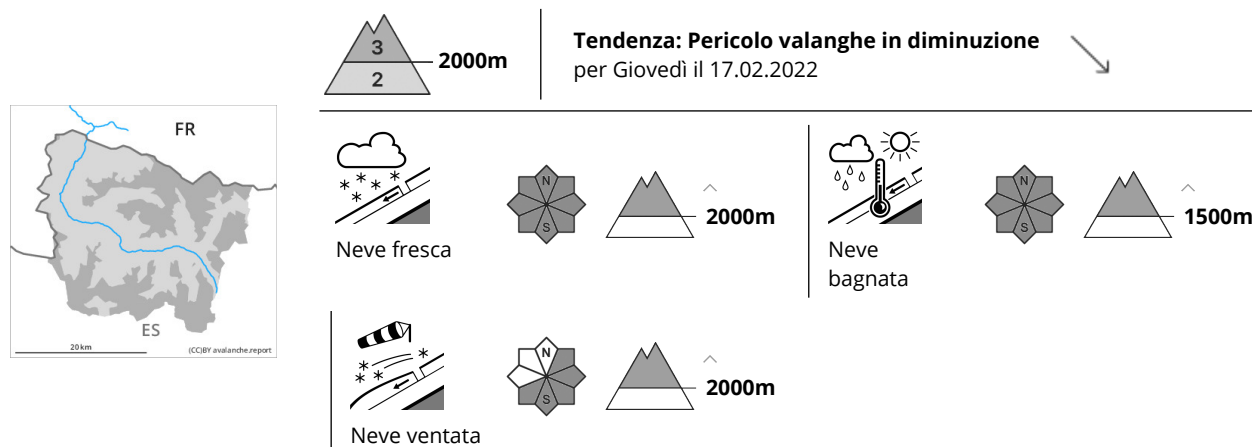 3
2
2000m
Tendenza: Pericolo valanghe in diminuzione
per Giovedì il 17.02.2022
FR
ES
20 km
(CC)BY avalanche.report
Neve fresca
N
S
2000m
Neve
bagnata
N
S
1500m
Neve ventata
N
S
2000m